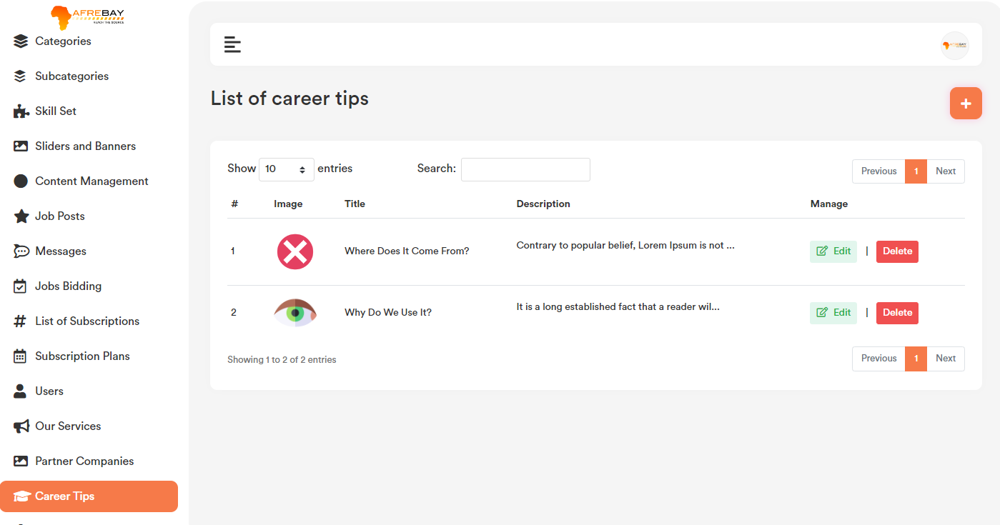 AFREBAY
REACH THE SOURCE
Categories
Subcategories
Skill Set
Sliders and Banners
Content Management
Job Posts
Messages
Jobs Bidding
List of Subscriptions
Subscription Plans
Users
Our Services
Partner Companies
Career Tips
AFREBAY
List of career tips
+
Show 10 entries Search: Previous 1 Next
# Image Title Description Manage
1 Where Does It Come From? Contrary to popular belief, Lorem Ipsum is not ... Edit | Delete
2 Why Do We Use It? It is a long established fact that a reader wil... Edit | Delete
Showing 1 to 2 of 2 entries Previous 1 Next